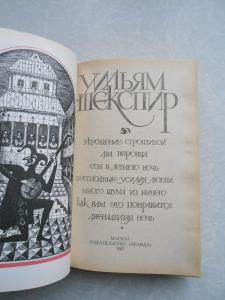 УИЛЬЯМ
ШЕКСПИР
УКРОЩЕНИЕ СТРОПТИВОЙ
ДВА ВЕРОНЦА
СОН В ЛЕТНЮЮ НОЧЬ
БЕСПЛОДНЫЕ УСИЛИЯ ЛЮБВИ
МНОГО ШУМА ИЗ НИЧЕГО
КАК ВАМ ЭТО ПОНРАВИТСЯ
ДВЕНАДЦАТАЯ НОЧЬ
МОСКВА
ИЗДАТЕЛЬСТВО «ПРАВДА»